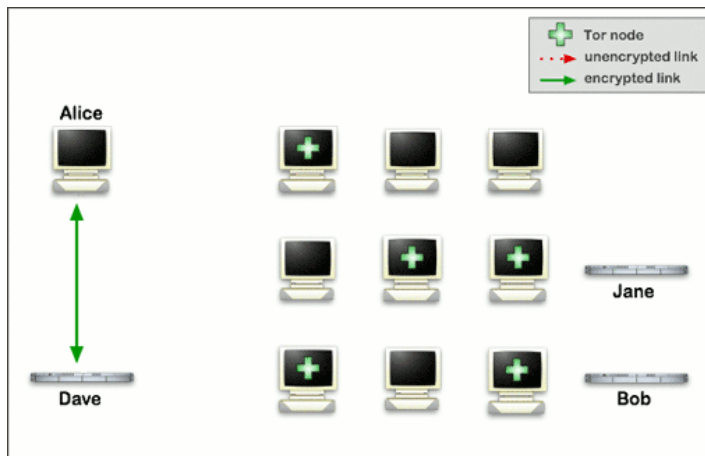 Tor node
unencrypted link
encrypted link
Alice
Jane
Dave
Bob